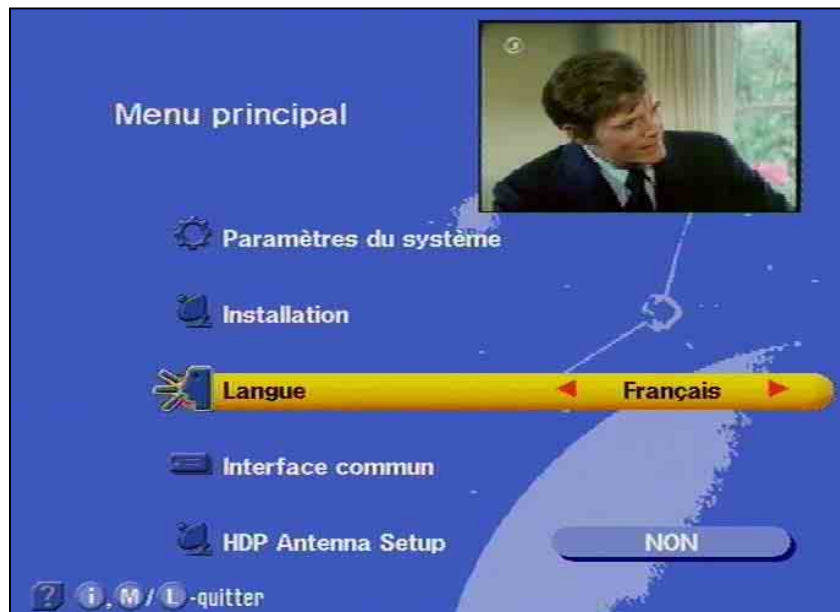 Menu principal
Paramètres du système
Installation
Langue Français
Interface commun
HDP Antenna Setup NON
? i, M / L -quitter